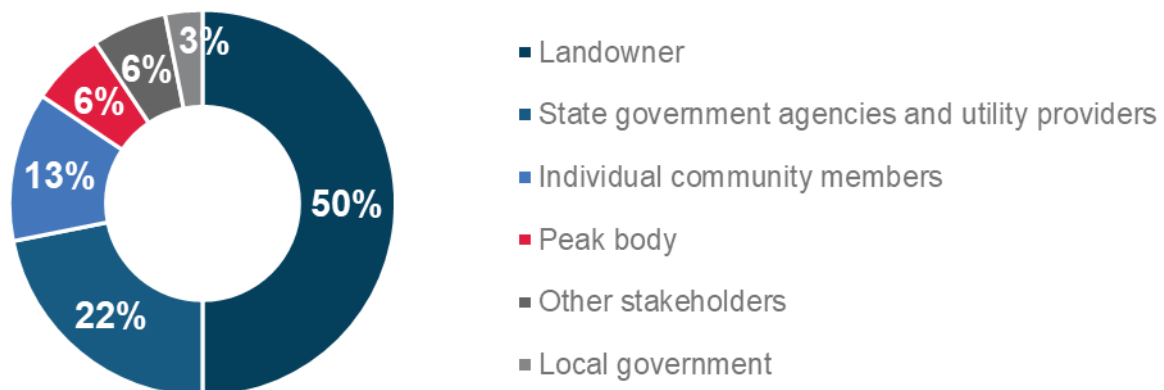 3%
6%
6%
13%
50%
22%
Landowner
State government agencies and utility providers
Individual community members
Peak body
Other stakeholders
Local government